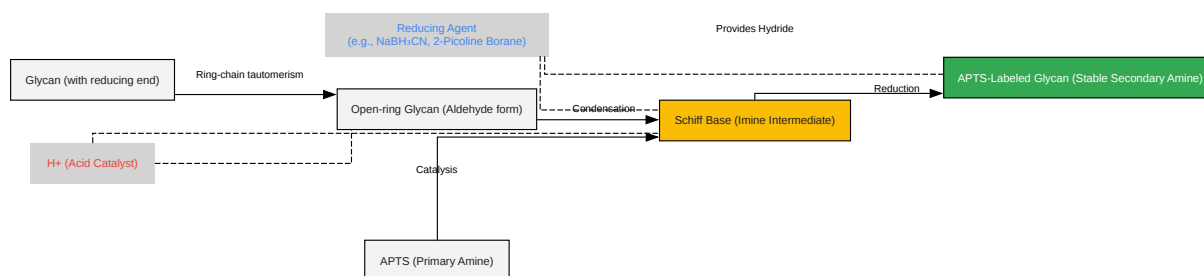 Reducing Agent
(e.g., NaBH₃CN, 2-Picoline Borane)
Provides Hydride
Glycan (with reducing end)
Ring-chain tautomerism
APTS-Labeled Glycan (Stable Secondary Amine)
Reduction
Open-ring Glycan (Aldehyde form)
Condensation
Schiff Base (Imine Intermediate)
H+ (Acid Catalyst)
Catalysis
APTS (Primary Amine)